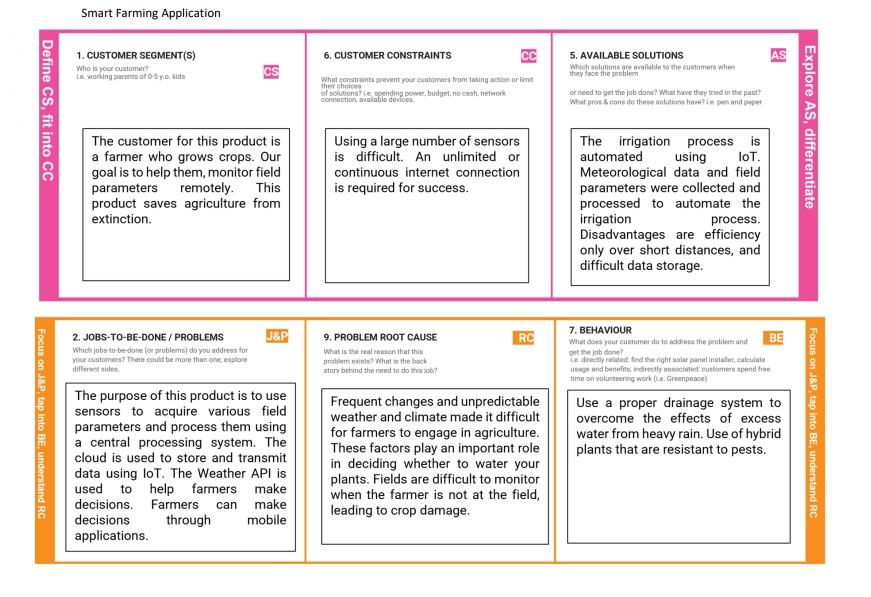 Smart Farming Application
Define CS, fit into CC
1. CUSTOMER SEGMENT(S)
CS
Who is your customer?
i.e. working parents of 0-5 y.o. kids
The customer for this product is
a farmer who grows crops. Our
goal is to help them, monitor field
parameters remotely. This
product saves agriculture from
extinction.
6. CUSTOMER CONSTRAINTS
CC
What constraints prevent your customers from taking action or limit
their choices
of solutions? i.e. spending power, budget, no cash, network
connection, available devices.
Using a large number of sensors
is difficult. An unlimited or
continuous internet connection
is required for success.
5. AVAILABLE SOLUTIONS
AS
Which solutions are available to the customers when
they face the problem
or need to get the job done? What have they tried in the past?
What pros & cons do these solutions have? i.e. pen and paper
The irrigation process is
automated using IoT.
Meteorological data and field
parameters were collected and
processed to automate the
irrigation process.
Disadvantages are efficiency
only over short distances, and
difficult data storage.
Explore AS, differentiate
Focus on J&P, tap into BE, understand RC
2. JOBS-TO-BE-DONE / PROBLEMS
J&P
Which jobs-to-be-done (or problems) do you address for
your customers? There could be more than one; explore
different sides.
The purpose of this product is to use
sensors to acquire various field
parameters and process them using
a central processing system. The
cloud is used to store and transmit
data using IoT. The Weather API is
used to help farmers make
decisions. Farmers can make
decisions through mobile
applications.
9. PROBLEM ROOT CAUSE
RC
What is the real reason that this
problem exists? What is the back
story behind the need to do this job?
Frequent changes and unpredictable
weather and climate made it difficult
for farmers to engage in agriculture.
These factors play an important role
in deciding whether to water your
plants. Fields are difficult to monitor
when the farmer is not at the field,
leading to crop damage.
7. BEHAVIOUR
BE
What does your customer do to address the problem and
get the job done?
i.e. directly related: find the right solar panel installer, calculate
usage and benefits; indirectly associated: customers spend free
time on volunteering work (i.e. Greenpeace)
Use a proper drainage system to
overcome the effects of excess
water from heavy rain. Use of hybrid
plants that are resistant to pests.
Focus on J&P, tap into BE, understand RC